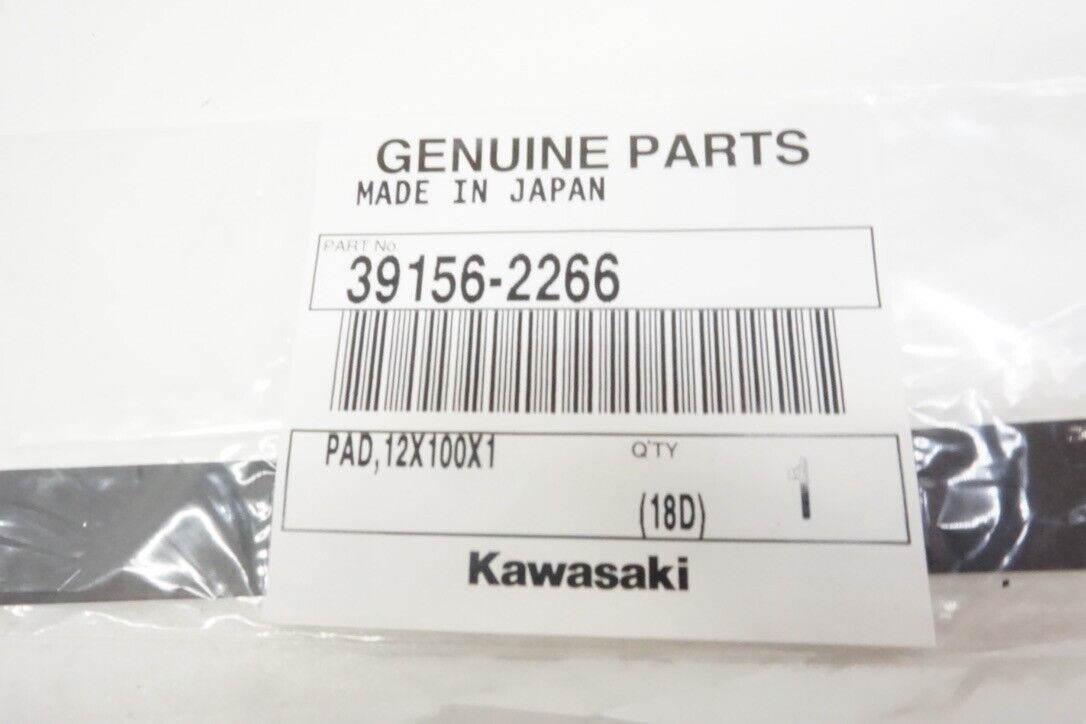 GENUINE PARTS
MADE IN JAPAN
PART No
39156-2266
PAD,12X100X1
Q'TY
1
(18D)
Kawasaki